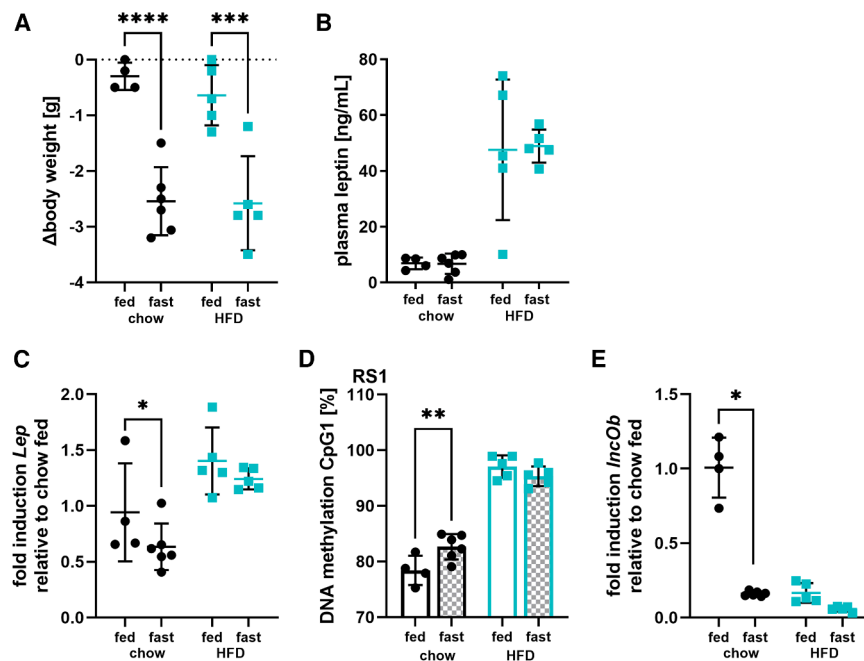 A
**** ***
Δbody weight [g]
0
-1
-2
-3
-4
fed fast fed fast
chow HFD
B
plasma leptin [ng/mL]
80
60
40
20
0
fed fast fed fast
chow HFD
C
*
fold induction Lep
relative to chow fed
2.0
1.5
1.0
0.5
0.0
fed fast fed fast
chow HFD
D
RS1
**
DNA methylation CpG1 [%]
110
100
90
80
70
fed fast fed fast
chow HFD
E
*
fold induction lncOb
relative to chow fed
1.5
1.0
0.5
0.0
fed fast fed fast
chow HFD